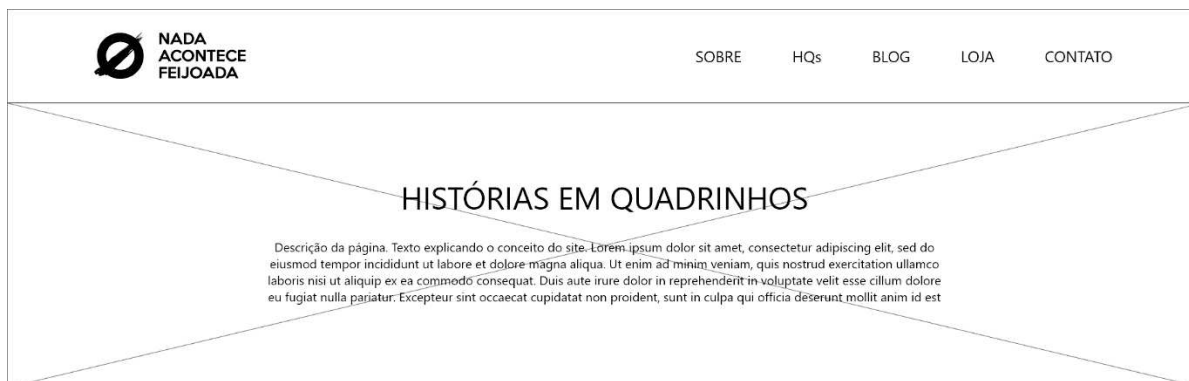 NADA
ACONTECE
FEIJOADA
SOBRE HQs BLOG LOJA CONTATO
HISTÓRIAS EM QUADRINHOS
Descrição da página. Texto explicando o conceito do site. Lorem ipsum dolor sit amet, consectetur adipiscing elit, sed do
eiusmod tempor incididunt ut labore et dolore magna aliqua. Ut enim ad minim veniam, quis nostrud exercitation ullamco
laboris nisi ut aliquip ex ea commodo consequat. Duis aute irure dolor in reprehenderit in voluptate velit esse cillum dolore
eu fugiat nulla pariatur. Excepteur sint occaecat cupidatat non proident, sunt in culpa qui officia deserunt mollit anim id est